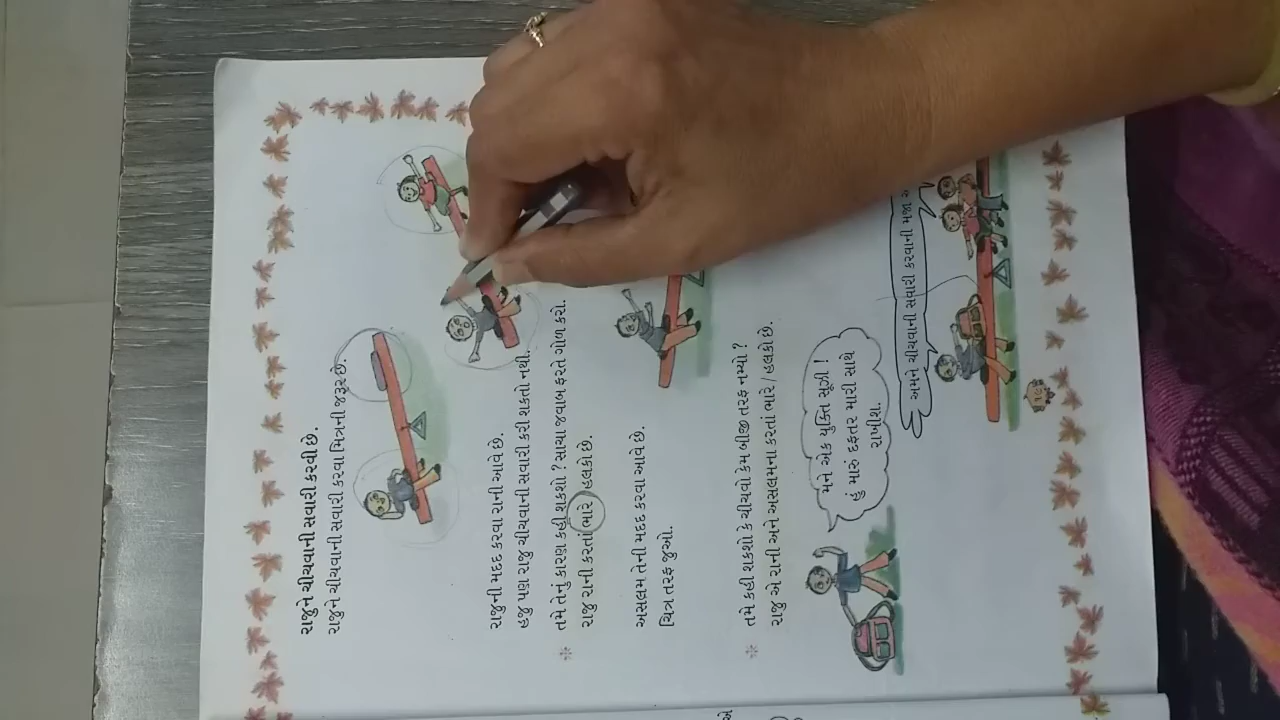 રાજુને ચીચવાની સવારી કરવી છે.
રાજુને ચીચવાની સવારી કરવા મિત્રની જરૂર છે.
રાજુની મદદ કરવા રાની આવે છે.
હજુ પણ રાજુ ચીચવાની સવારી કરી શકતો નથી.
તમે તેનું કારણ કહી શકશો ? સાચા જવાબ ફરતે ગોળ કરો.
રાજુ રાની કરતાં ભારે હલકો છે.
અસલમ તેની મદદ કરવા આવે છે.
ચિત્ર તરફ જુઓ.
તમે કહી શકશો કે ચીચવો કેમ બીજી તરફ નમ્યો ?
રાજુ એ રાની અને અસલમના કરતાં ભારે / હલકો છે.
મને એક યુક્તિ સૂઝી !
હું મારું દફતર મારી સાથે
રાખીશ.
અમને ચીચવાની સવારી કરવાની મજા